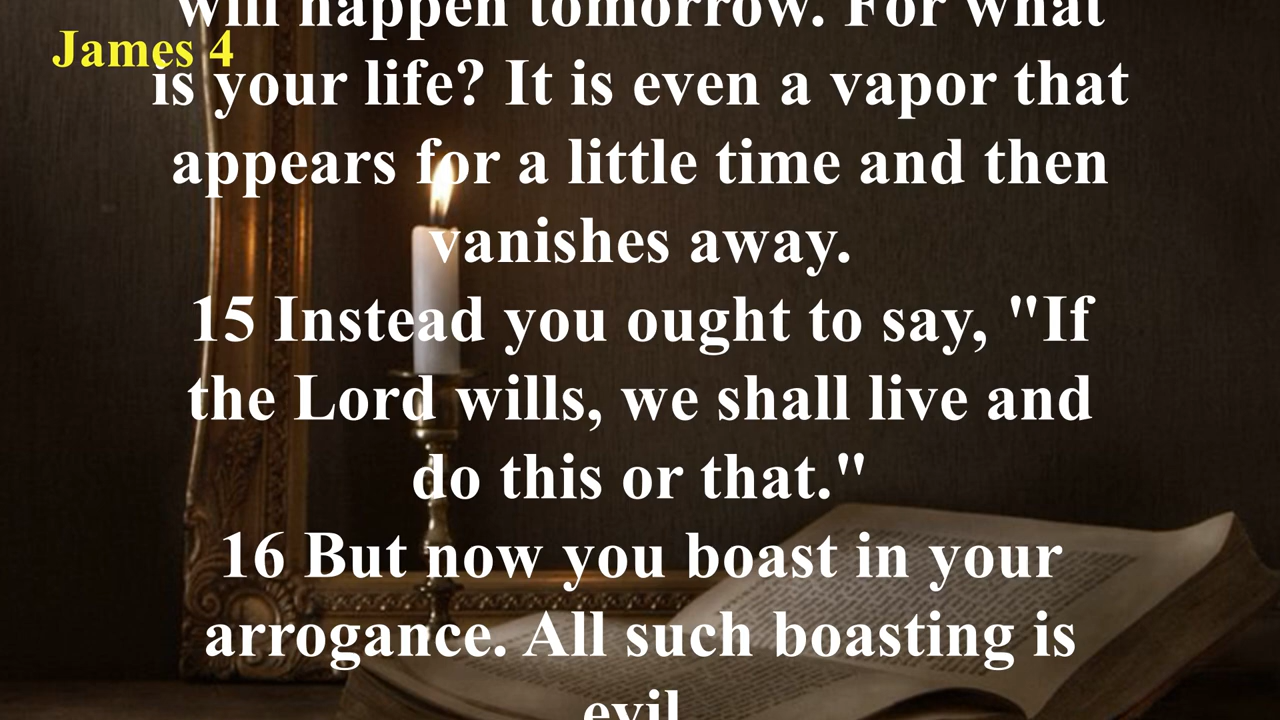 will happen tomorrow. For what
James 4
is your life? It is even a vapor that
appears for a little time and then
vanishes away.
15 Instead you ought to say, "If
the Lord wills, we shall live and
do this or that."
16 But now you boast in your
arrogance. All such boasting is
evil.